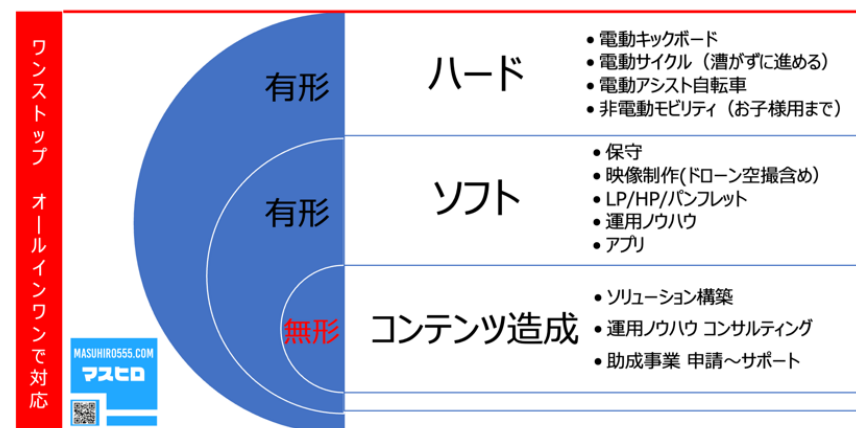 ワンストップ オールインワンで対応
有形
ハード
• 電動キックボード
• 電動サイクル（漕がずに進める）
• 電動アシスト自転車
• 非電動モビリティ（お子様用まで）
有形
ソフト
• 保守
• 映像制作(ドローン空撮含め）
• LP/HP/パンフレット
• 運用ノウハウ
• アプリ
無形
コンテンツ造成
• ソリューション構築
• 運用ノウハウ コンサルティング
• 助成事業 申請～サポート
MASUHIRO555.COM
マスヒロ